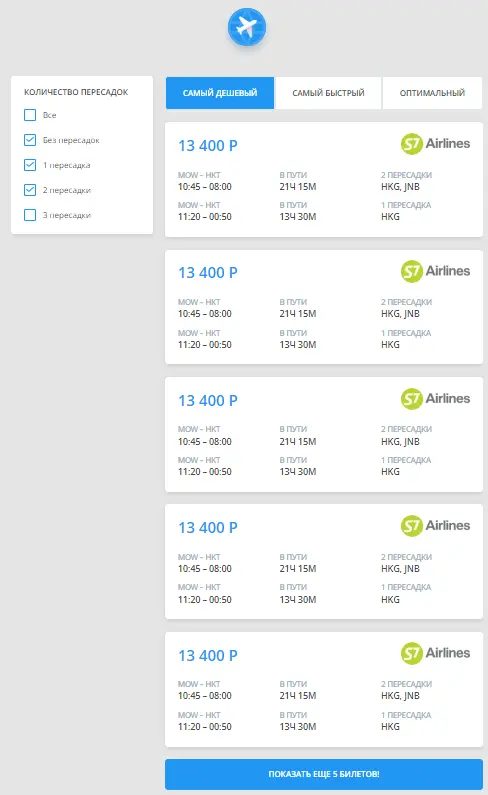 КОЛИЧЕСТВО ПЕРЕСАДОК
Все
Без пересадок
1 пересадка
2 пересадки
3 пересадки
САМЫЙ ДЕШЕВЫЙ САМЫЙ БЫСТРЫЙ ОПТИМАЛЬНЫЙ
13 400 Р S7 Airlines
MOW – HKT В ПУТИ 2 ПЕРЕСАДКИ
10:45 – 08:00 21Ч 15М HKG, JNB
MOW – HKT В ПУТИ 1 ПЕРЕСАДКА
11:20 – 00:50 13Ч 30М HKG
13 400 Р S7 Airlines
MOW – HKT В ПУТИ 2 ПЕРЕСАДКИ
10:45 – 08:00 21Ч 15М HKG, JNB
MOW – HKT В ПУТИ 1 ПЕРЕСАДКА
11:20 – 00:50 13Ч 30М HKG
13 400 Р S7 Airlines
MOW – HKT В ПУТИ 2 ПЕРЕСАДКИ
10:45 – 08:00 21Ч 15М HKG, JNB
MOW – HKT В ПУТИ 1 ПЕРЕСАДКА
11:20 – 00:50 13Ч 30М HKG
13 400 Р S7 Airlines
MOW – HKT В ПУТИ 2 ПЕРЕСАДКИ
10:45 – 08:00 21Ч 15М HKG, JNB
MOW – HKT В ПУТИ 1 ПЕРЕСАДКА
11:20 – 00:50 13Ч 30М HKG
13 400 Р S7 Airlines
MOW – HKT В ПУТИ 2 ПЕРЕСАДКИ
10:45 – 08:00 21Ч 15М HKG, JNB
MOW – HKT В ПУТИ 1 ПЕРЕСАДКА
11:20 – 00:50 13Ч 30М HKG
ПОКАЗАТЬ ЕЩЕ 5 БИЛЕТОВ!